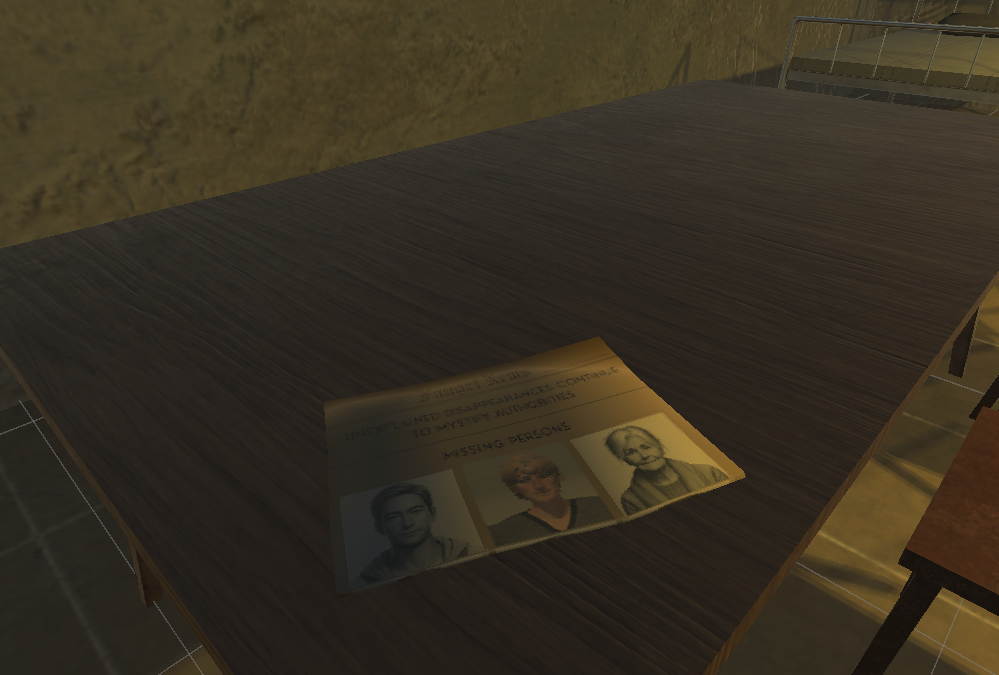 UNEXPLAINED DISAPPEARANCES CONTINUE
TO MYSTIFY AUTHORITIES
MISSING PERSONS